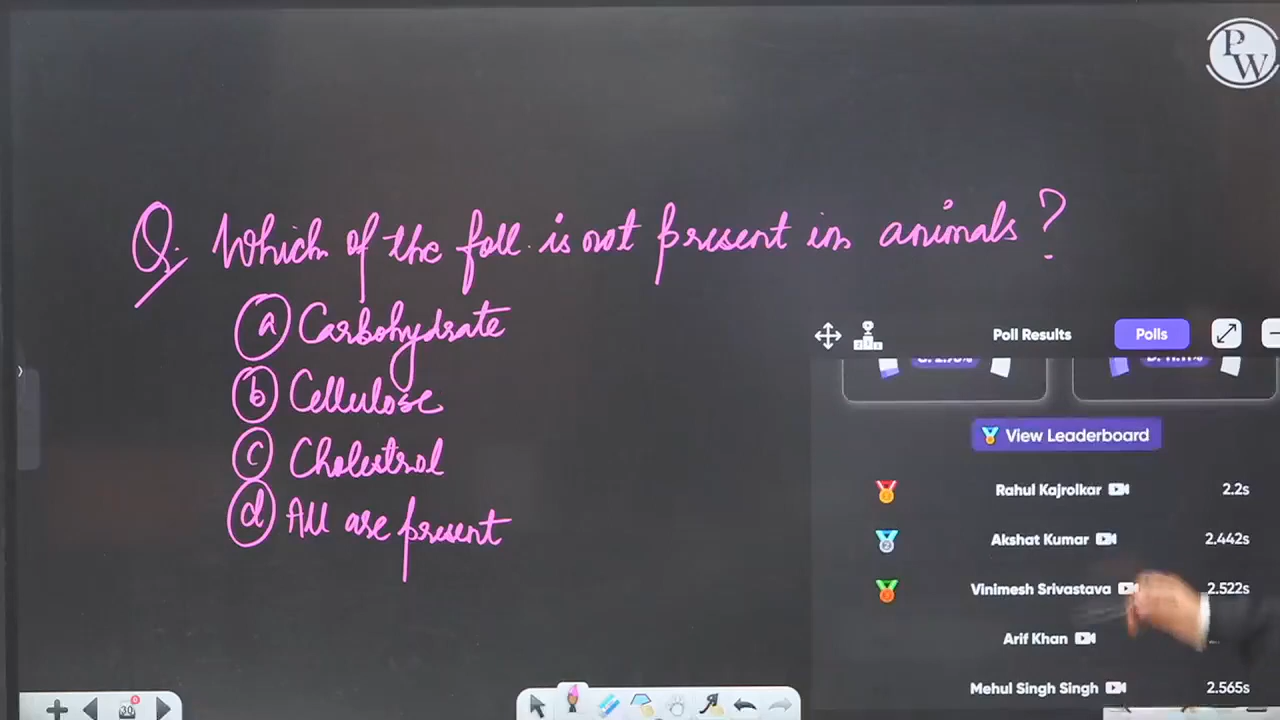 PW
Q. Which of the foll. is not present in animals ?
a Carbohydrate
b Cellulose
c Cholestrol
d All are present
Poll Results
Polls
View Leaderboard
Rahul Kajrolkar 2.2s
Akshat Kumar 2.442s
Vinimesh Srivastava 2.522s
Arif Khan
Mehul Singh Singh 2.565s
30